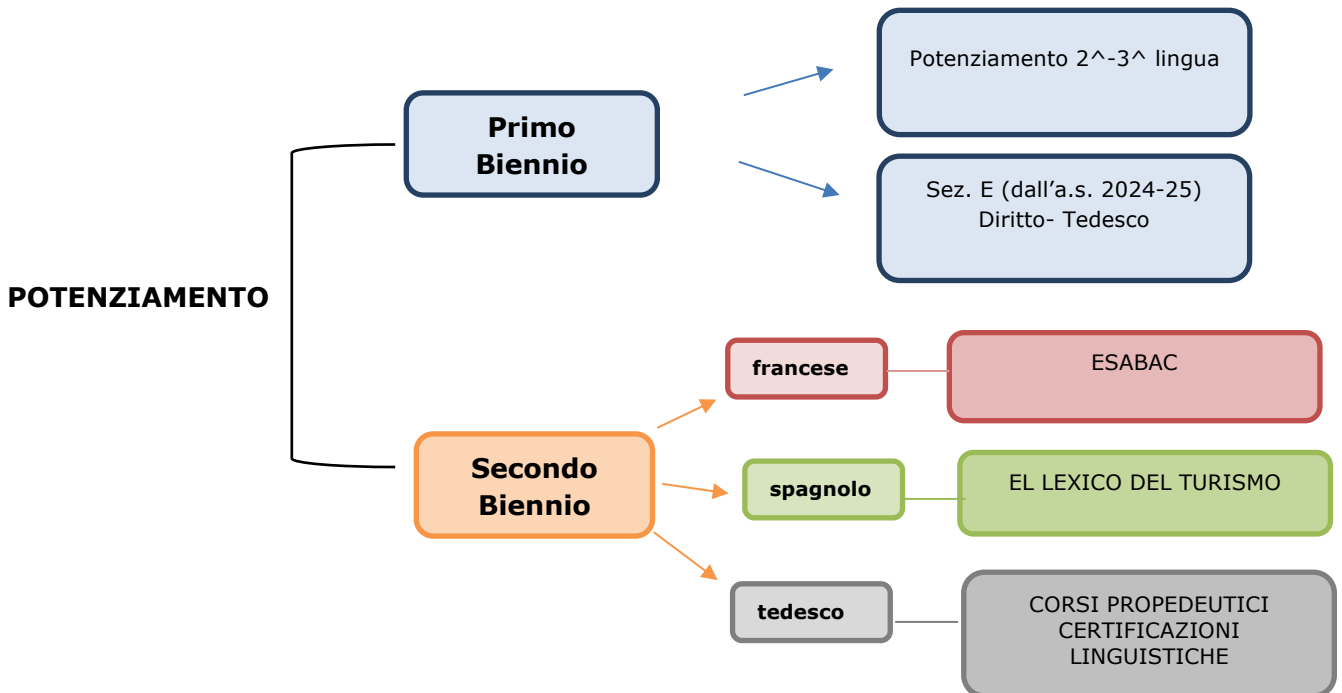 POTENZIAMENTO
Primo
Biennio
Potenziamento 2^-3^ lingua
Sez. E (dall’a.s. 2024-25)
Diritto- Tedesco
Secondo
Biennio
francese
ESABAC
spagnolo
EL LEXICO DEL TURISMO
tedesco
CORSI PROPEDEUTICI
CERTIFICAZIONI
LINGUISTICHE